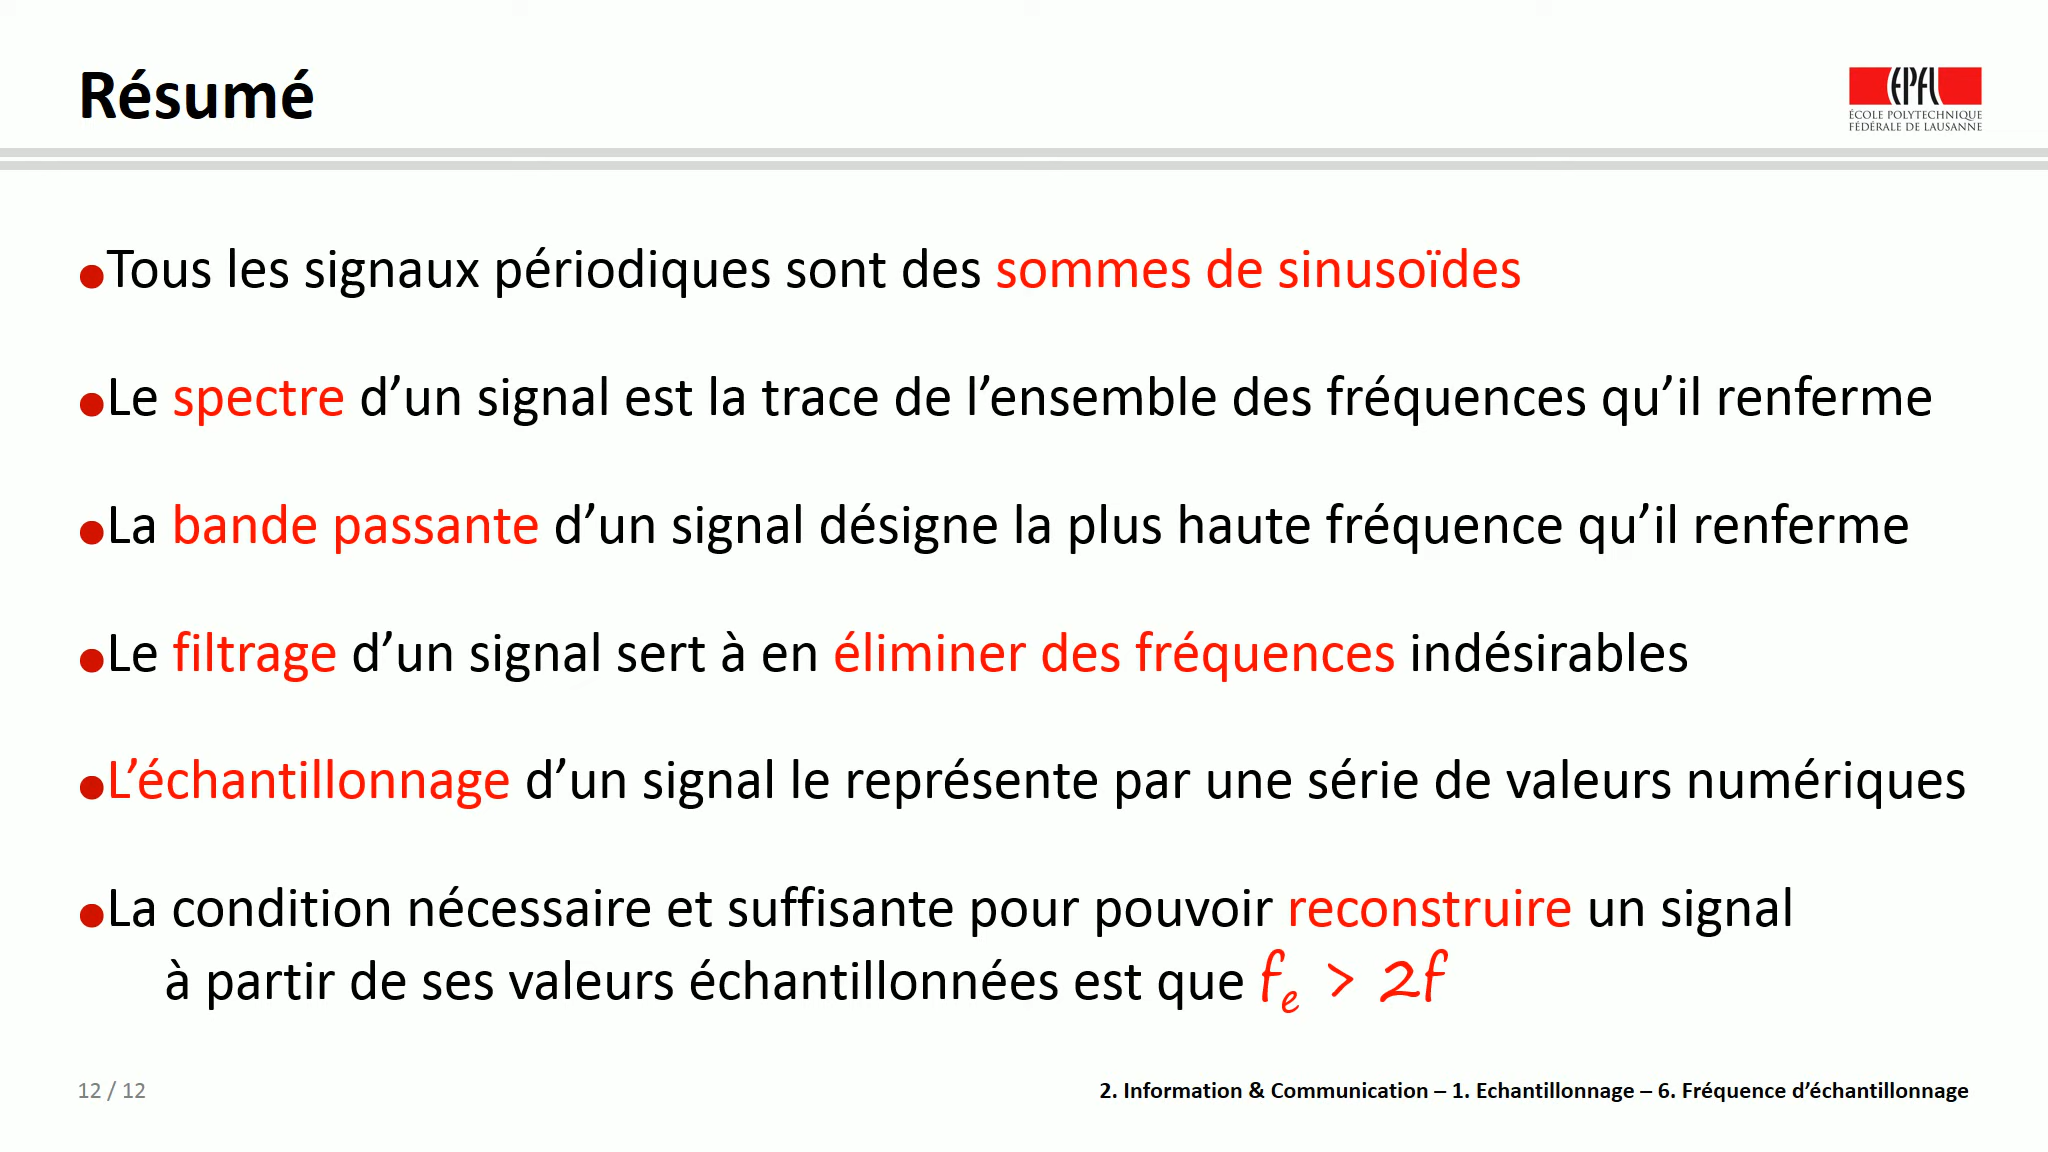 Résumé
EPFL
ÉCOLE POLYTECHNIQUE
FÉDÉRALE DE LAUSANNE
●Tous les signaux périodiques sont des sommes de sinusoïdes
●Le spectre d’un signal est la trace de l’ensemble des fréquences qu’il renferme
●La bande passante d’un signal désigne la plus haute fréquence qu’il renferme
●Le filtrage d’un signal sert à en éliminer des fréquences indésirables
●L’échantillonnage d’un signal le représente par une série de valeurs numériques
●La condition nécessaire et suffisante pour pouvoir reconstruire un signal
à partir de ses valeurs échantillonnées est que fₑ > 2f
12 / 12
2. Information & Communication – 1. Echantillonnage – 6. Fréquence d’échantillonnage